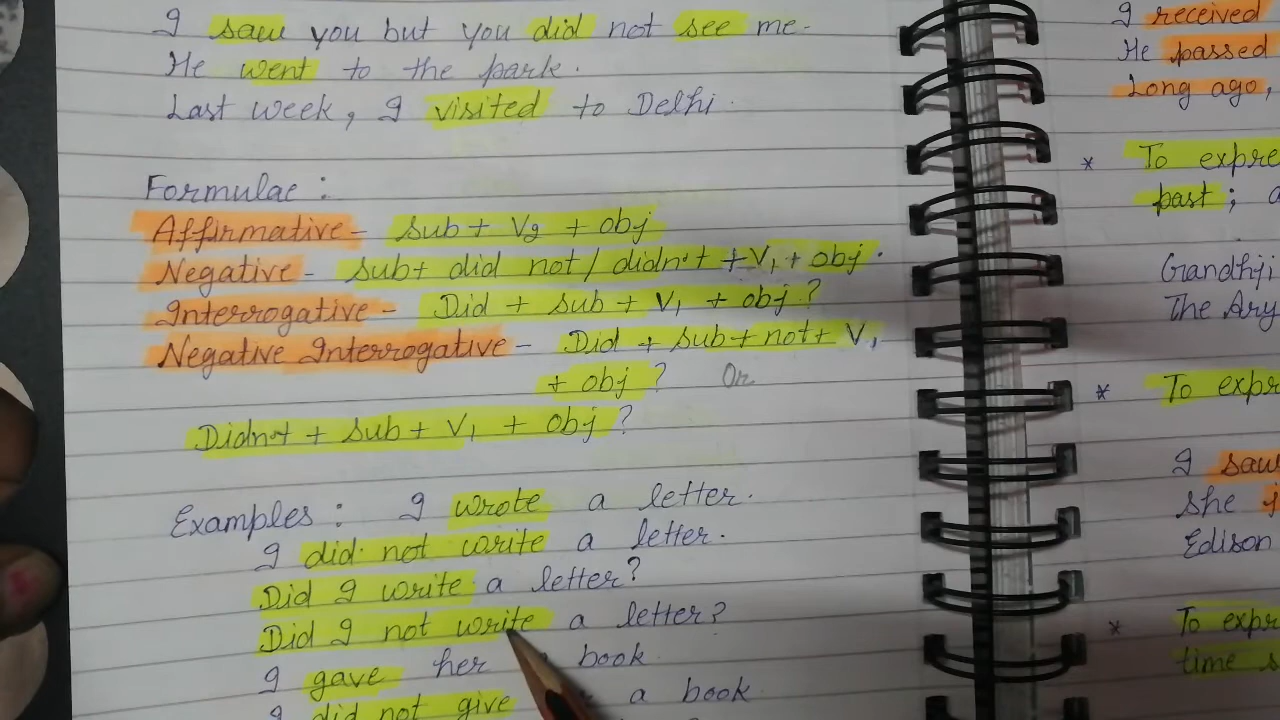 I saw you but you did not see me.
He went to the park.
Last week, I visited to Delhi.
Formulae :
Affirmative - Sub + V2 + obj
Negative - Sub + did not / didn't + V1 + obj.
Interrogative - Did + sub + V1 + obj ?
Negative Interrogative - Did + Sub + not + V1
+ obj ? Or
Didn't + Sub + V1 + Obj ?
Examples : I wrote a letter.
I did not write a letter.
Did I write a letter?
Did I not write a letter?
I gave her book
I did not give a book
I received
He passed
Long ago,
* To expre
past ;
Gandhji
The Ary
* To expr
I saw
She
Edison
* To expr
time s